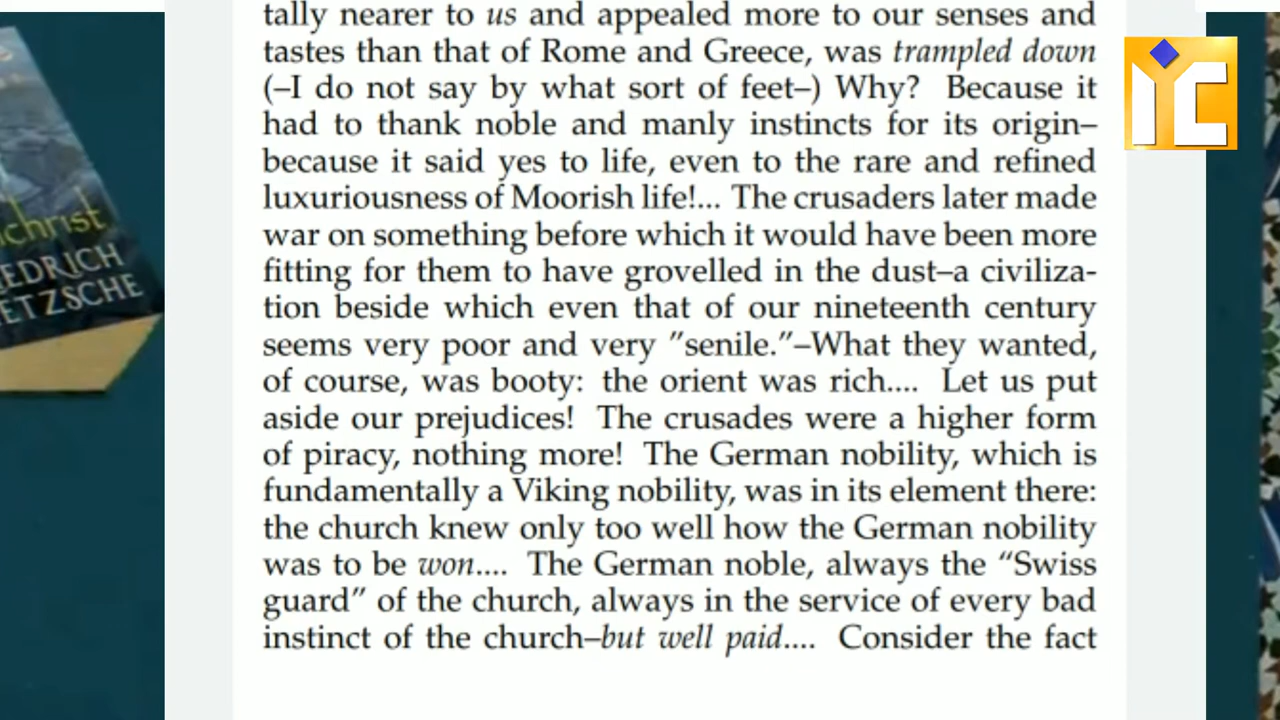 tally nearer to us and appealed more to our senses and
tastes than that of Rome and Greece, was trampled down
(–I do not say by what sort of feet–) Why? Because it
had to thank noble and manly instincts for its origin–
because it said yes to life, even to the rare and refined
luxuriousness of Moorish life!... The crusaders later made
war on something before which it would have been more
fitting for them to have grovelled in the dust–a civiliza-
tion beside which even that of our nineteenth century
seems very poor and very ”senile.”–What they wanted,
of course, was booty: the orient was rich.... Let us put
aside our prejudices! The crusades were a higher form
of piracy, nothing more! The German nobility, which is
fundamentally a Viking nobility, was in its element there:
the church knew only too well how the German nobility
was to be won.... The German noble, always the “Swiss
guard” of the church, always in the service of every bad
instinct of the church–but well paid.... Consider the fact
christ
EDRICH
ETZSCHE
iC